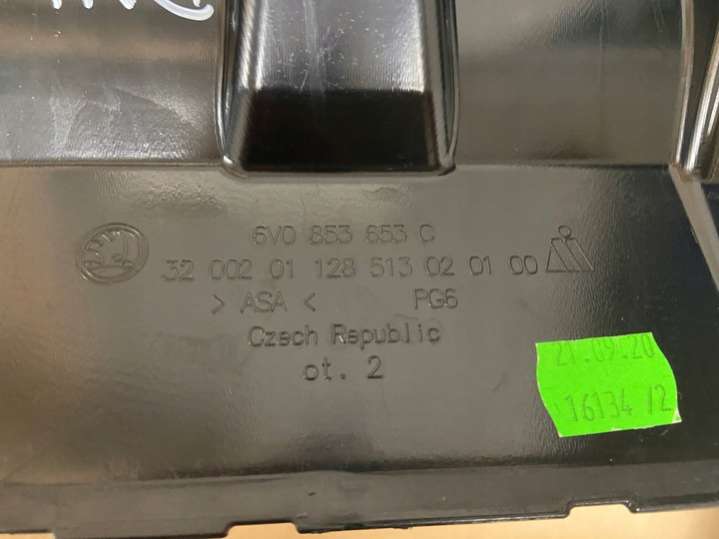 6V0 853 653 C
32 002 01 128 513 02 01 00
> ASA < PG6
Czech Republic
ot. 2
21.09.20
16134 /2